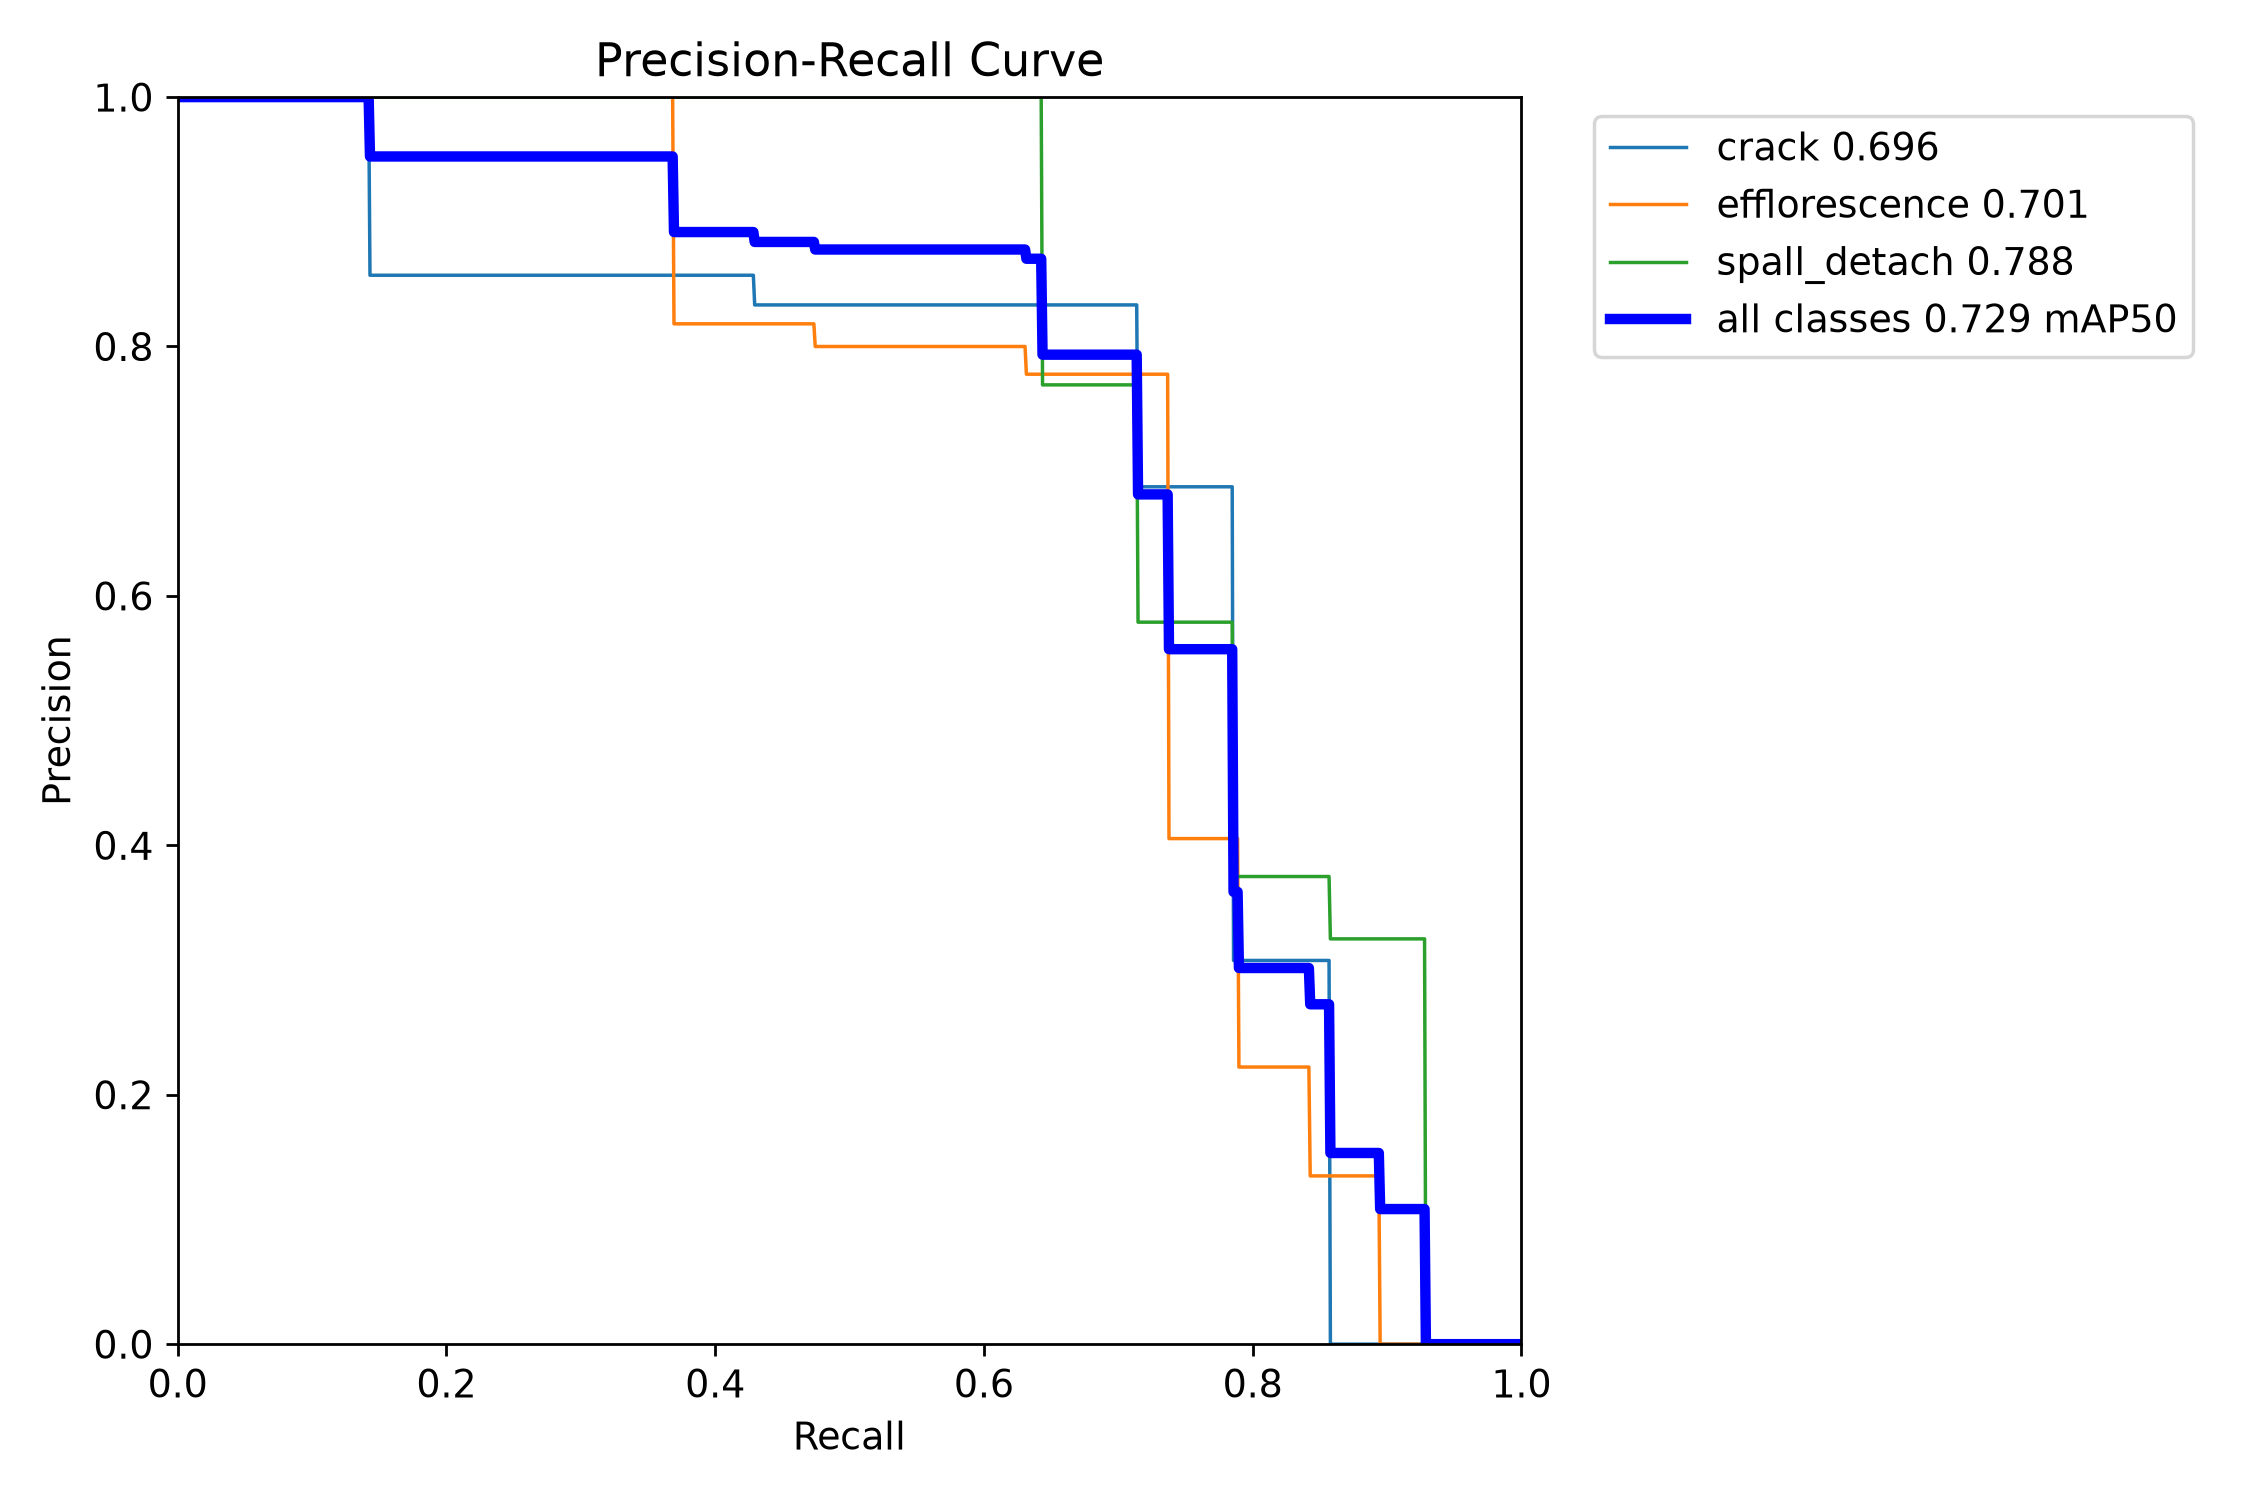 Precision-Recall Curve
1.0
0.8
0.6
0.4
0.2
0.0
Precision
0.0 0.2 0.4 0.6 0.8 1.0
Recall
crack 0.696
efflorescence 0.701
spall_detach 0.788
all classes 0.729 mAP50